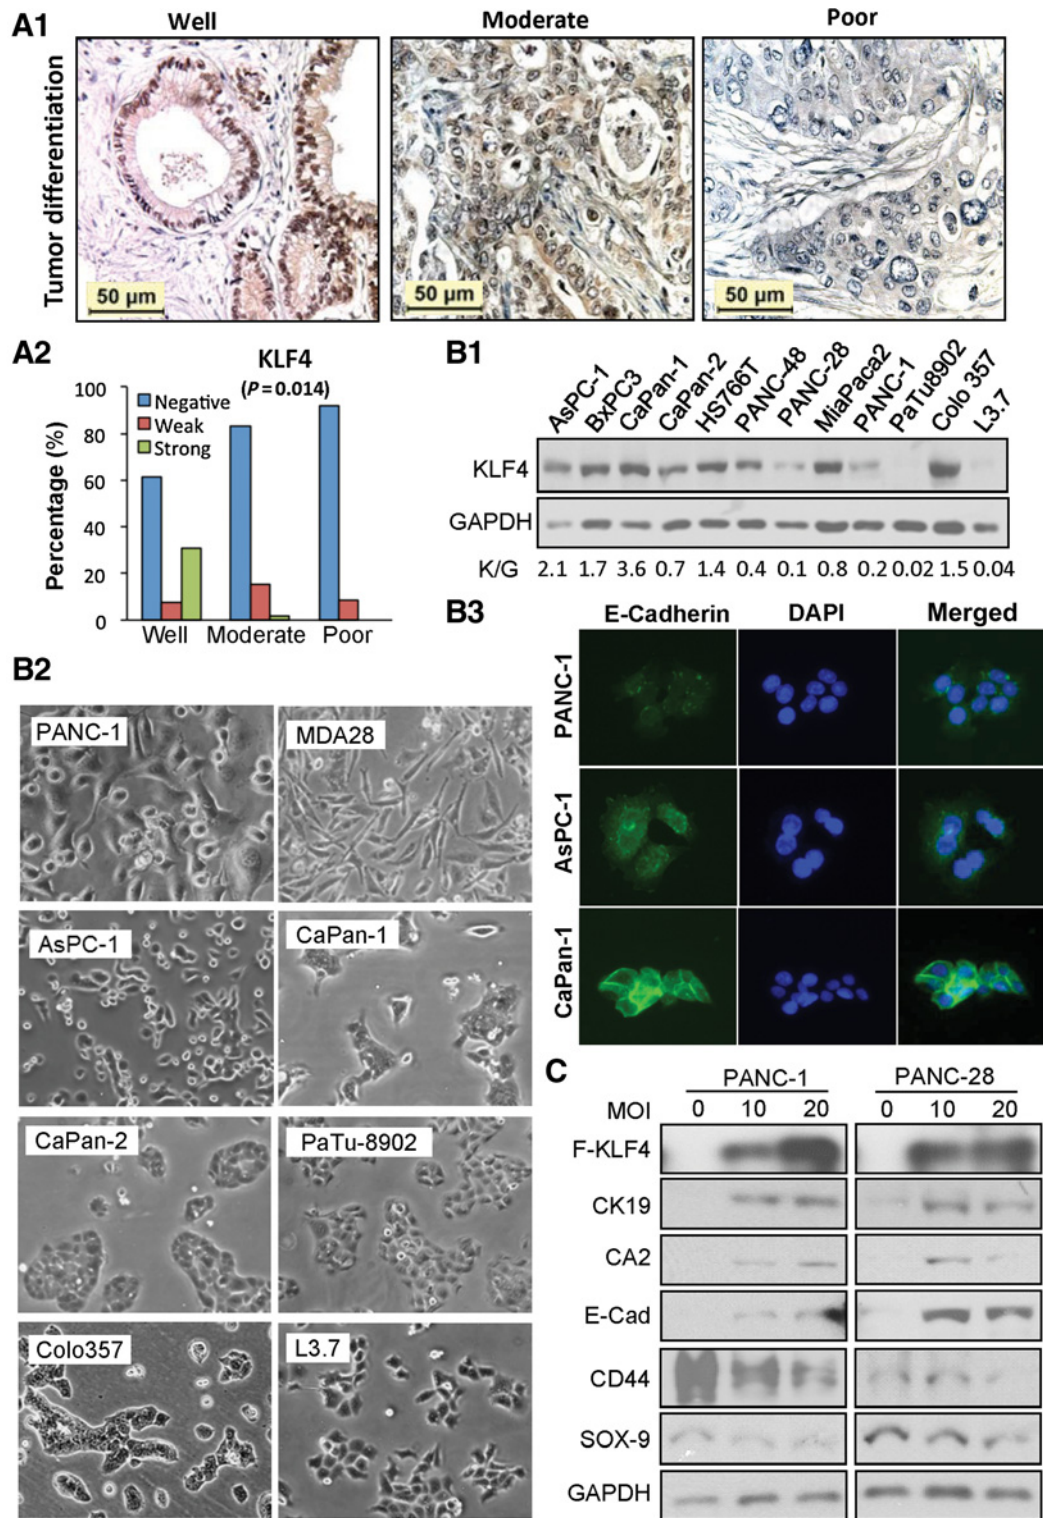 A1
Well
Moderate
Poor
Tumor differentiation
50 µm
50 µm
50 µm
A2
KLF4
(P = 0.014)
Negative
Weak
Strong
Percentage (%)
100
80
60
40
20
0
Well
Moderate
Poor
B1
AsPC-1
BxPC3
CaPan-1
CaPan-2
HS766T
PANC-48
PANC-28
MiaPaca2
PANC-1
PaTu8902
Colo 357
L3.7
KLF4
GAPDH
K/G 2.1 1.7 3.6 0.7 1.4 0.4 0.1 0.8 0.2 0.02 1.5 0.04
B2
PANC-1
MDA28
AsPC-1
CaPan-1
CaPan-2
PaTu-8902
Colo357
L3.7
B3
E-Cadherin
DAPI
Merged
PANC-1
AsPC-1
CaPan-1
C
PANC-1
PANC-28
MOI 0 10 20 0 10 20
F-KLF4
CK19
CA2
E-Cad
CD44
SOX-9
GAPDH